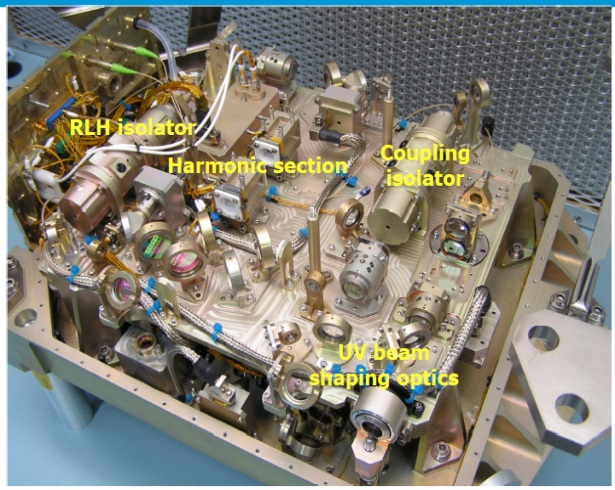 RLH isolator
Harmonic section
Coupling
isolator
UV beam
shaping optics